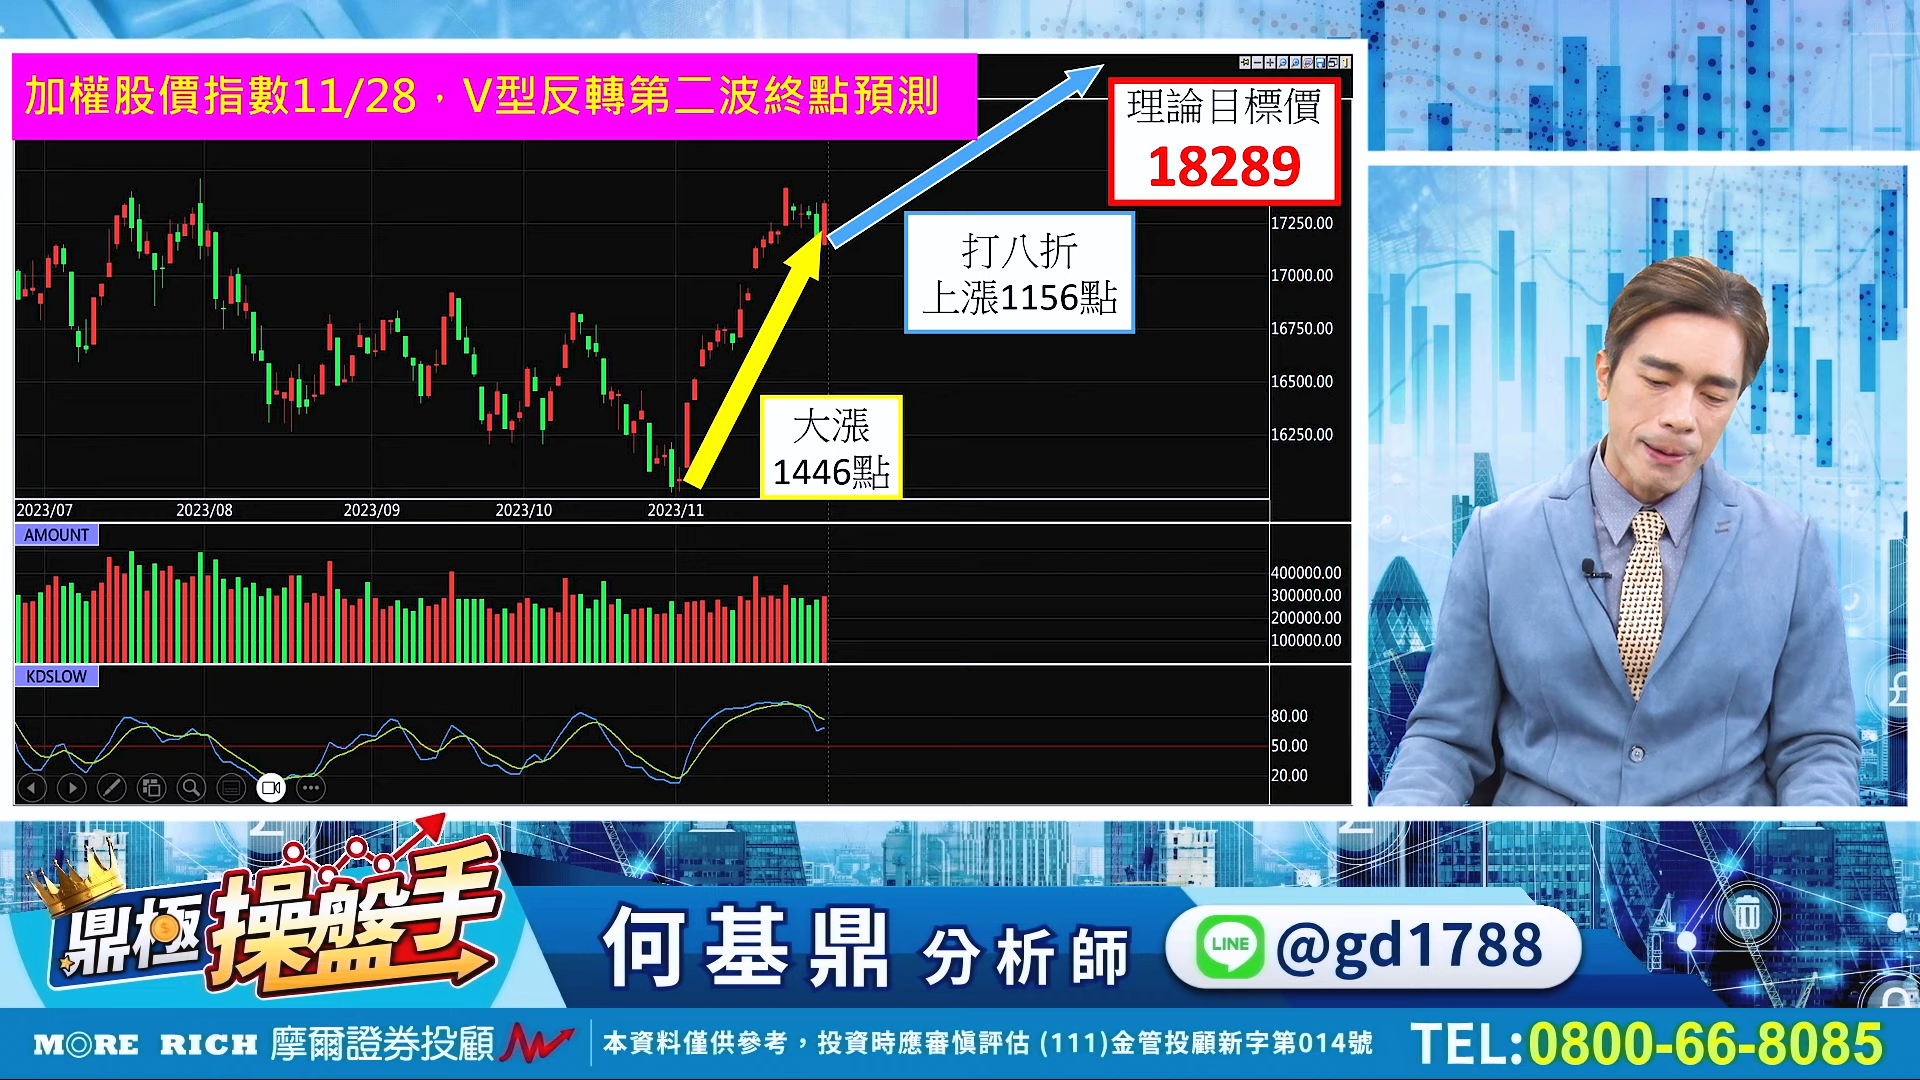 加權股價指數11/28，V型反轉第二波終點預測
理論目標價
18289
打八折
上漲1156點
大漲
1446點
17250.00
17000.00
16750.00
16500.00
16250.00
2023/07 2023/08 2023/09 2023/10 2023/11
AMOUNT
400000.00
300000.00
200000.00
100000.00
KDSLOW
80.00
50.00
20.00
鼎極操盤手
何基鼎 分析師
LINE @gd1788
MORE RICH 摩爾證券投顧
本資料僅供參考，投資時應審慎評估 (111)金管投顧新字第014號
TEL:0800-66-8085